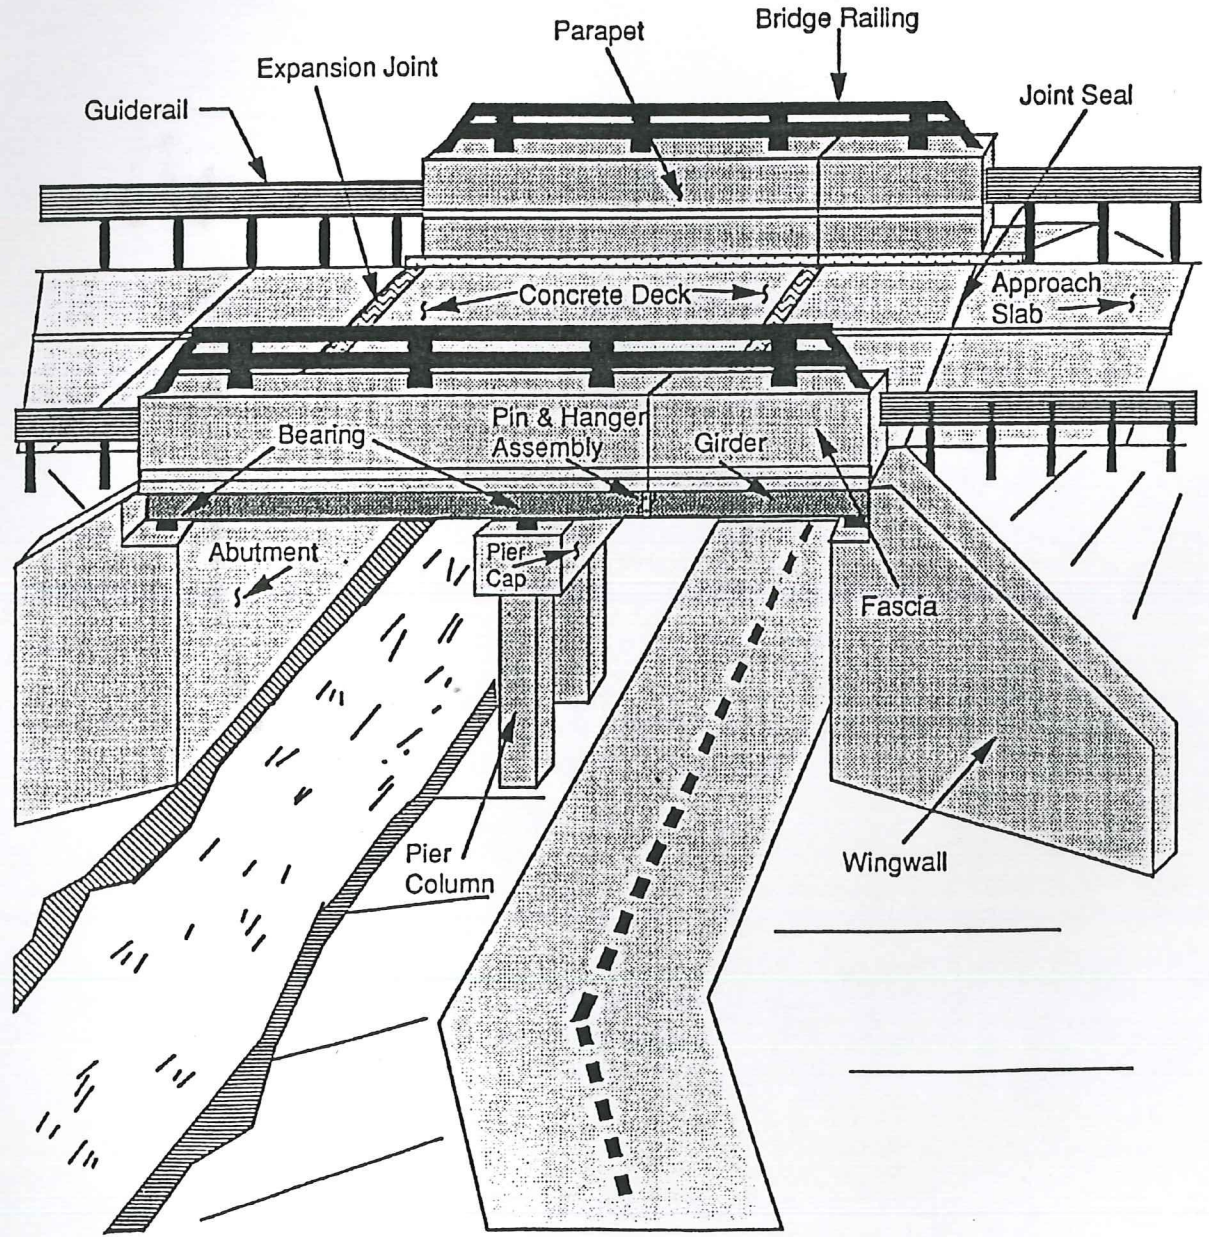 Bridge Railing
Parapet
Expansion Joint
Joint Seal
Guiderail
Concrete Deck
Approach
Slab
Pin & Hanger
Assembly
Bearing
Girder
Abutment
Pier
Cap
Fascia
Pier
Column
Wingwall